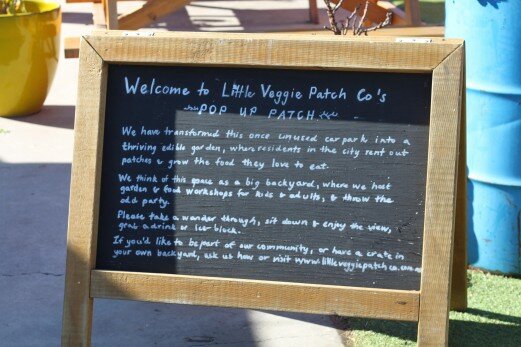 Welcome to Little Veggie Patch Co's
POP UP PATCH
We have transformed this once unused car park into a
thriving edible garden, where residents in the city rent out
patches & grow the food they love to eat.
We think of this space as a big backyard, where we host
garden & food workshops for kids & adults, & throw the
odd party.
Please take a wander through, sit down & enjoy the view,
grab a drink or icy block.
If you'd like to be part of our community, or have a crate in
your own backyard, ask us how or visit www.littleveggiepatchco.com.au